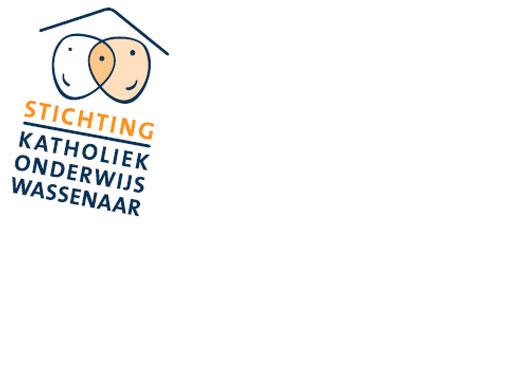 STICHTING
KATHOLIEK
ONDERWIJS
WASSENAAR